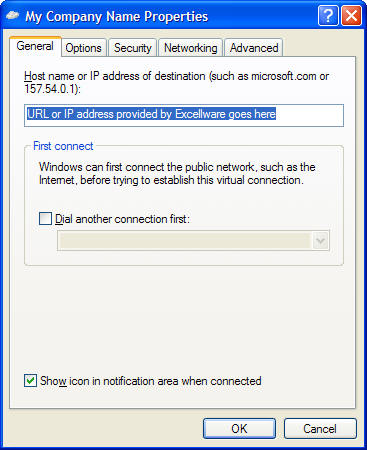 My Company Name Properties
General Options Security Networking Advanced
Host name or IP address of destination (such as microsoft.com or
157.54.0.1):
URL or IP address provided by Excellware goes here
First connect
Windows can first connect the public network, such as the
Internet, before trying to establish this virtual connection.
Dial another connection first:
Show icon in notification area when connected
OK Cancel